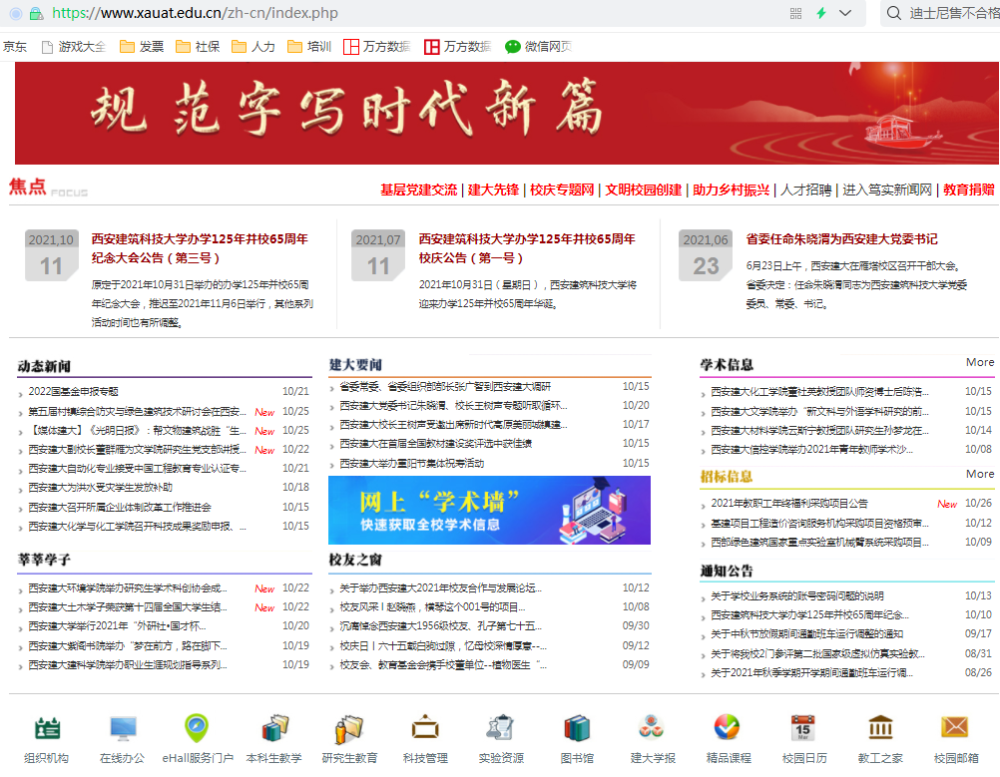 https://www.xauat.edu.cn/zh-cn/index.php
迪士尼售不合格
京东 游戏大全 发票 社保 人力 培训 万方数据 万方数据 微信网页
规范字写时代新篇
焦点 FOCUS
基层党建交流 | 建大先锋 | 校庆专题网 | 文明校园创建 | 助力乡村振兴 | 人才招聘 | 进入笃实新闻网 | 教育捐赠
2021,10
11
西安建筑科技大学办学125年并校65周年
纪念大会公告（第三号）
原定于2021年10月31日举办的办学125年并校65周
年纪念大会，推迟至2021年11月6日举行，其他系列
活动时间也有所调整。
2021,07
11
西安建筑科技大学办学125年并校65周年
校庆公告（第一号）
2021年10月31日（星期日），西安建筑科技大学将
迎来办学125年并校65周年华诞。
2021,06
23
省委任命朱晓渭为西安建大党委书记
6月23日上午，西安建大在雁塔校区召开干部大会。
省委决定：任命朱晓渭同志为西安建筑科技大学党委
委员、常委、书记。
动态新闻
2022国基金申报专题 10/21
第五届村镇综合防灾与绿色建筑技术研讨会在西安... New 10/25
【媒体建大】《光明日报》：帮文物建筑战胜“生... New 10/25
西安建大副校长董群雁为文学院研究生党支部讲授... New 10/22
西安建大自动化专业接受中国工程教育专业认证专... 10/21
西安建大为洪水受灾学生发放补助 10/18
西安建大召开所属企业体制改革工作推进会 10/15
西安建大化学与化工学院召开科技成果奖励申报、... 10/15
建大要闻
省委常委、省委组织部部长张广智到西安建大调研 10/15
西安建大党委书记朱晓渭、校长王树声专题听取循环... 10/20
西安建大校长王树声受邀出席新时代高原美丽城镇建... 10/17
西安建大在首届全国教材建设奖评选中获佳绩 10/15
西安建大举办重阳节集体祝寿活动 10/15
网上“学术墙”
快速获取全校学术信息
学术信息 More
西安建大化工学院董社英教授团队师资博士后陈浩... 10/15
西安建大文学院举办“新文科与外语学科研究的前... 10/15
西安建大材料学院云斯宁教授团队研究生孙梦龙在... 10/14
西安建大信控学院举办2021年青年教师学术沙... 10/08
招标信息 More
2021年教职工年终福利采购项目公告 New 10/26
基建项目工程造价咨询服务机构采购项目资格预审... 10/12
西部绿色建筑国家重点实验室机械臂系统采购项目... 10/09
莘莘学子
西安建大环境学院举办研究生学术科创协会成... New 10/22
西安建大土木学子荣获第十四届全国大学生结... New 10/22
西安建大学举行2021年“外研社•国才杯... 10/20
西安建大紫阁书院举办“梦在前方，路在脚下... 10/19
西安建大建科学院举办职业生涯规划指导系列... 10/19
校友之窗
关于举办西安建大2021年校友合作与发展论坛... 10/12
校友风采丨赵晓燕，横琴这个001号的项目... 10/08
沉痛悼念西安建大1956级校友、孔子第七十五... 09/30
校庆日丨六十五载白驹过隙，忆母校深情厚意--... 09/12
校友会、教育基金会携手校董单位--植物医生“... 09/09
通知公告
关于学校业务系统的账号密码问题的说明 10/13
西安建筑科技大学办学125年并校65周年纪念... 10/10
关于中秋节放假期间通勤班车运行调整的通知 09/17
关于将我校2门参评第二批国家级虚拟仿真实验教... 08/31
关于2021年秋季学期开学期间通勤班车运行调... 08/26
15
组织机构 在线办公 eHall服务门户 本科生教学 研究生教育 科技管理 实验资源 图书馆 建大学报 精品课程 校园日历 教工之家 校园邮箱